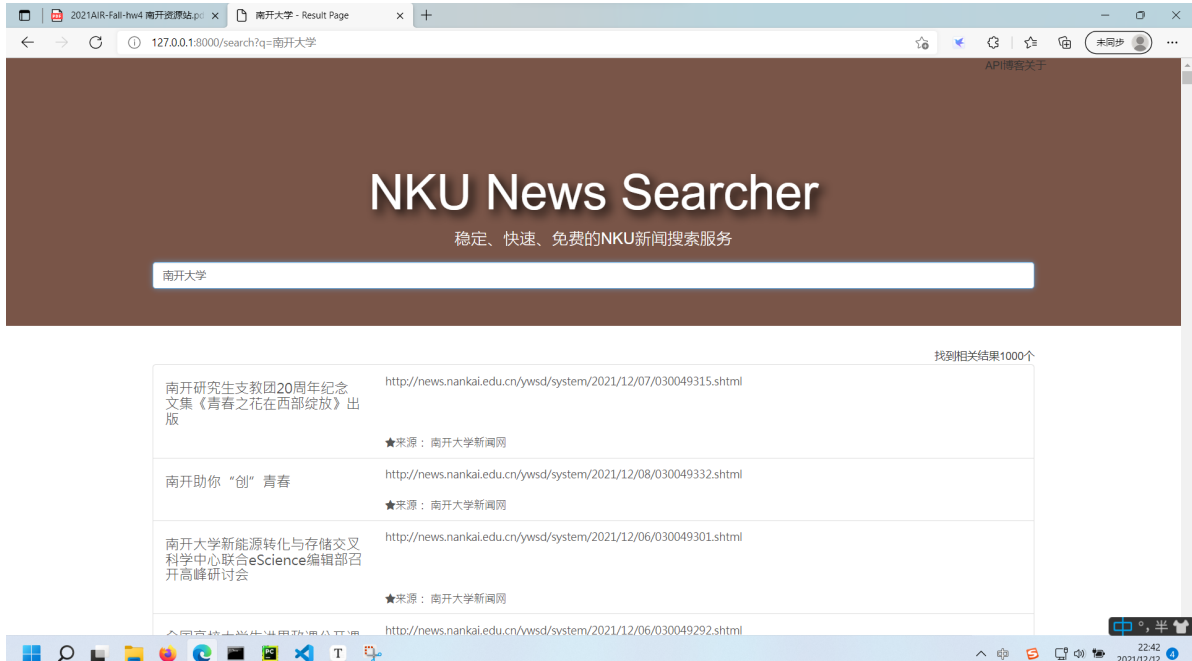 2021AIR-Fall-hw4 南开资源站.pd
南开大学 - Result Page
127.0.0.1:8000/search?q=南开大学
未同步
API博客关于
NKU News Searcher
稳定、快速、免费的NKU新闻搜索服务
南开大学
找到相关结果1000个
南开研究生支教团20周年纪念
文集《青春之花在西部绽放》出
版
http://news.nankai.edu.cn/ywsd/system/2021/12/07/030049315.shtml
★来源： 南开大学新闻网
南开助你“创”青春
http://news.nankai.edu.cn/ywsd/system/2021/12/08/030049332.shtml
★来源： 南开大学新闻网
南开大学新能源转化与存储交叉
科学中心联合eScience编辑部召
开高峰研讨会
http://news.nankai.edu.cn/ywsd/system/2021/12/06/030049301.shtml
★来源： 南开大学新闻网
http://news.nankai.edu.cn/ywsd/system/2021/12/06/030049292.shtml
中 °, 半
中
22:42
2021/12/12
4